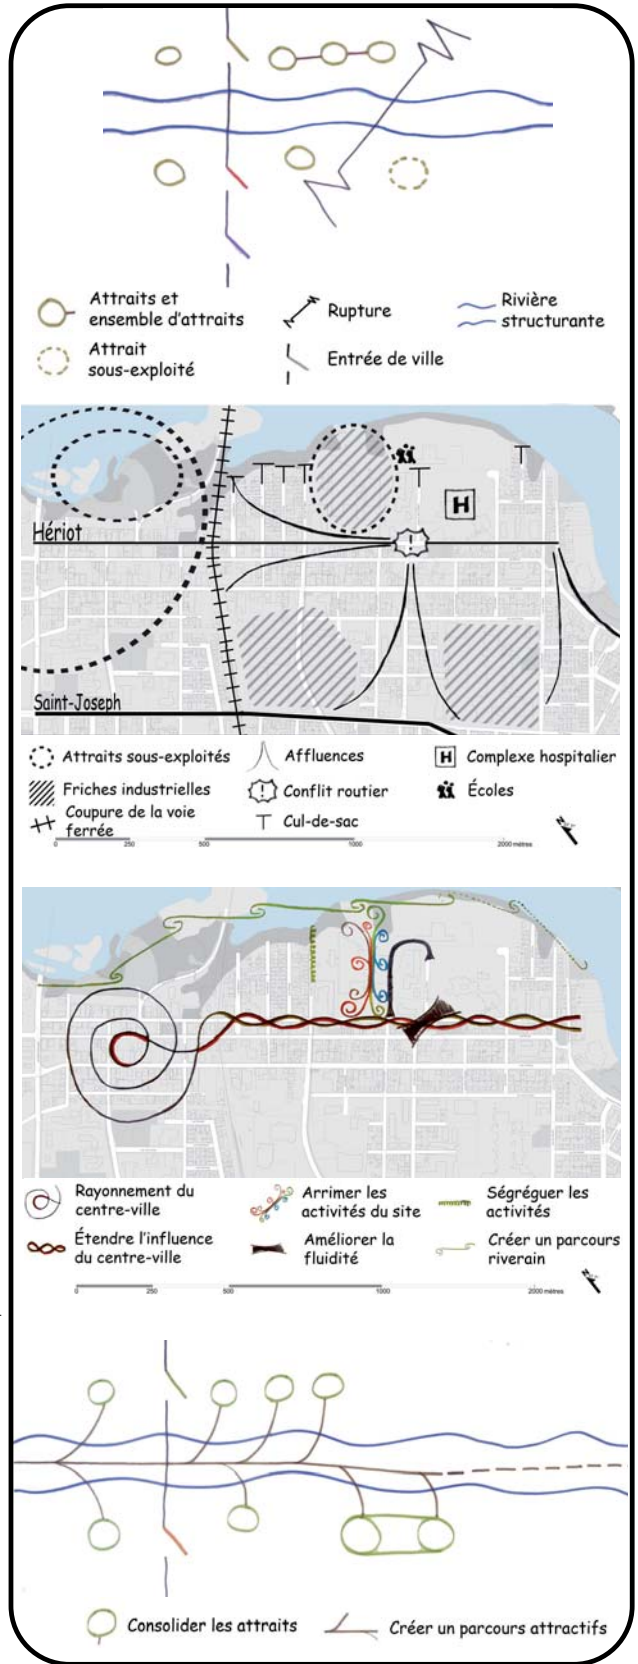 Attraits et
ensemble d'attraits
Rupture
Rivière
structurante
Attrait
sous-exploité
Entrée de ville
H
Hériot
!
Saint-Joseph
Attraits sous-exploités
Affluences
H Complexe hospitalier
Friches industrielles
! Conflit routier
Écoles
Coupure de la voie
ferrée
Cul-de-sac
0 250 500 1000 2000 mètres
Rayonnement du
centre-ville
Arrimer les
activités du site
Ségréguer les
activités
Étendre l'influence
du centre-ville
Améliorer la
fluidité
Créer un parcours
riverain
0 250 500 1000 2000 mètres
Consolider les attraits
Créer un parcours attractifs